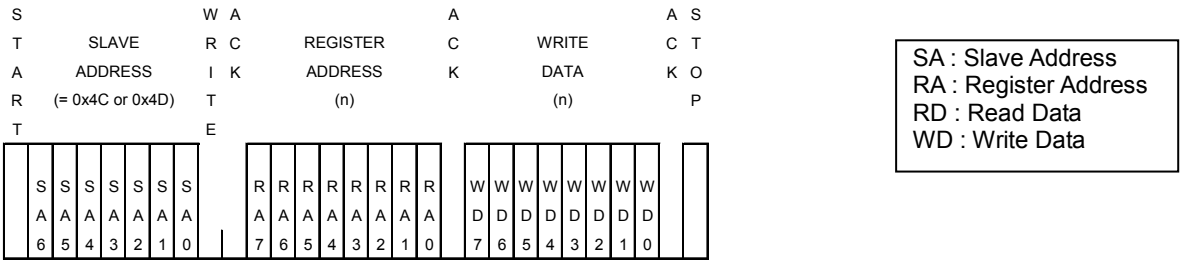 S W A A A S
T SLAVE R C REGISTER C WRITE C T
A ADDRESS I K ADDRESS K DATA K O
R (= 0x4C or 0x4D) T (n) (n) P
T E
S S S S S S S R R R R R R R R W W W W W W W W
A A A A A A A A A A A A A A A D D D D D D D D
6 5 4 3 2 1 0 7 6 5 4 3 2 1 0 7 6 5 4 3 2 1 0
SA : Slave Address
RA : Register Address
RD : Read Data
WD : Write Data